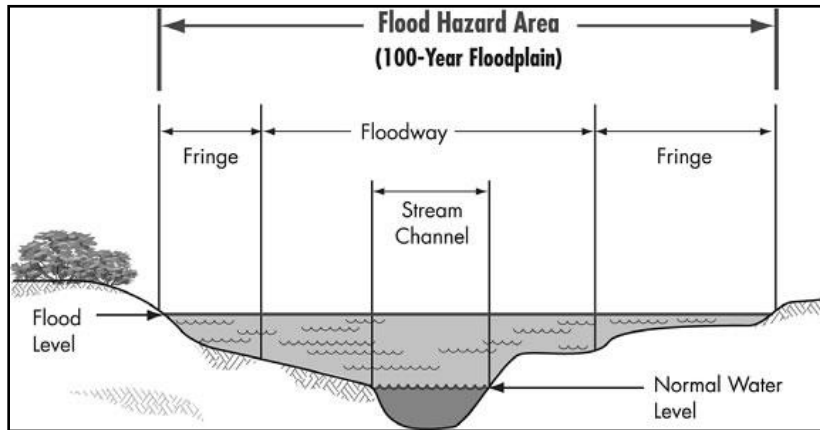 Flood Hazard Area
(100-Year Floodplain)
Fringe
Floodway
Fringe
Stream
Channel
Flood
Level
Normal Water
Level